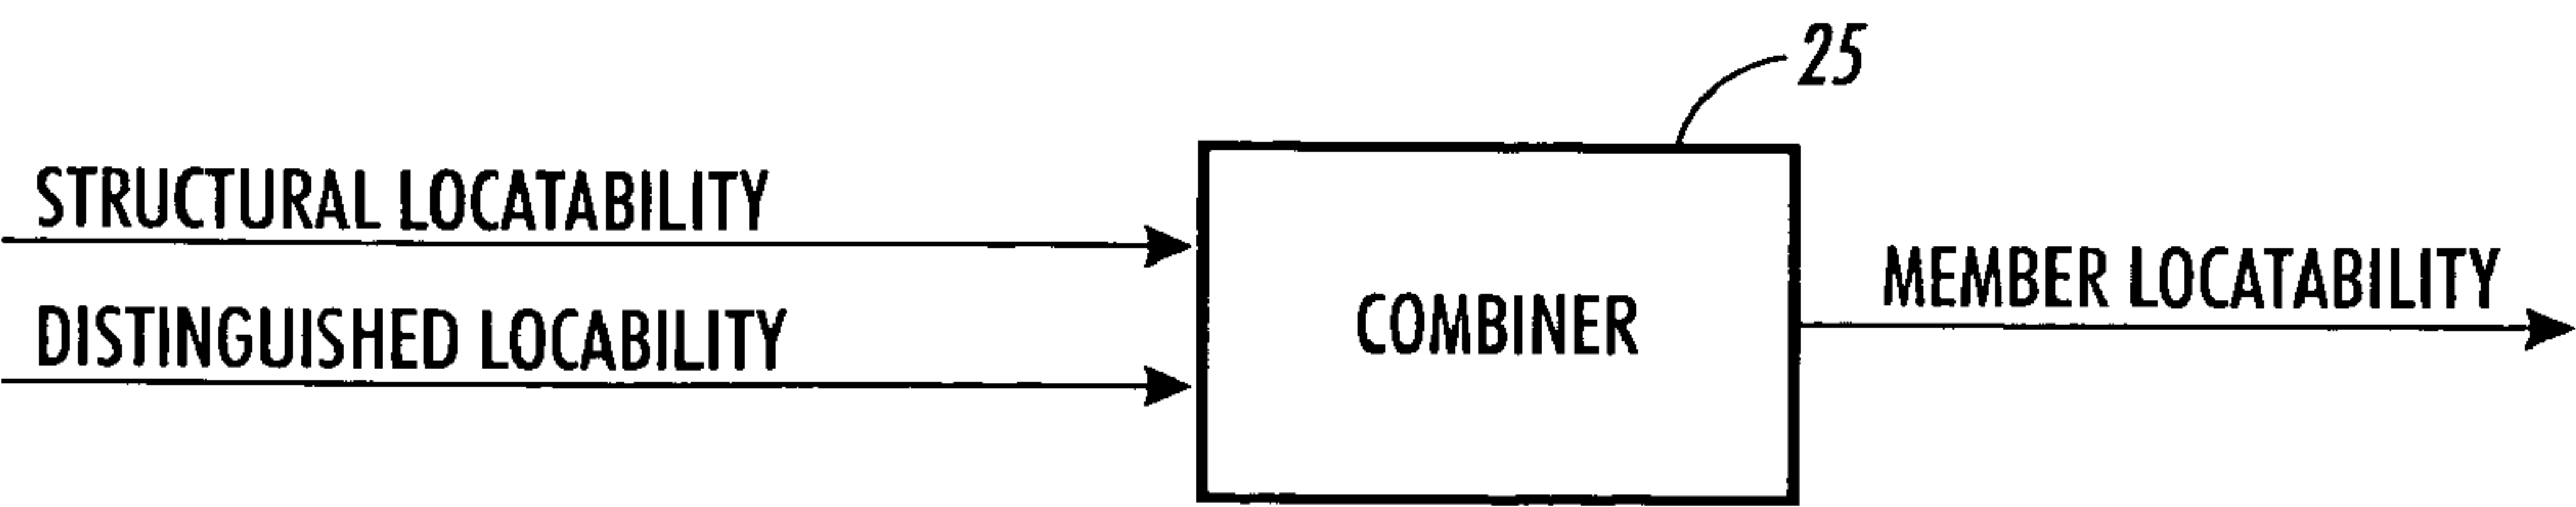 25
STRUCTURAL LOCATABILITY
DISTINGUISHED LOCABILITY
COMBINER
MEMBER LOCATABILITY